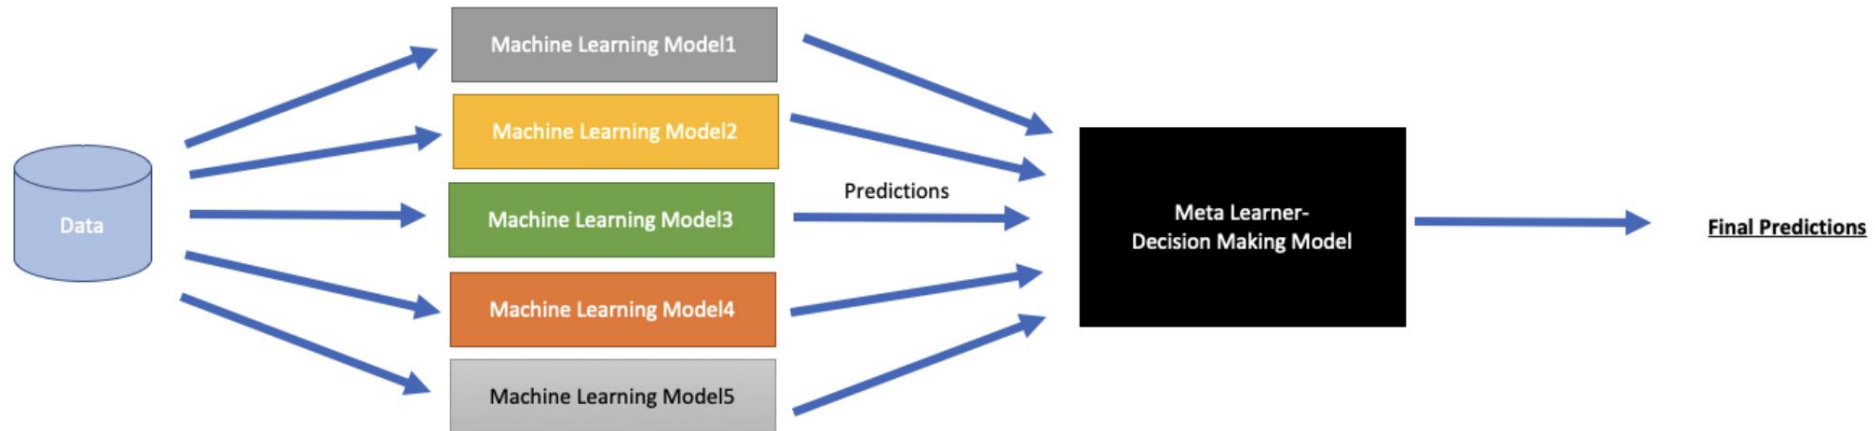 Machine Learning Model1
Machine Learning Model2
Data
Machine Learning Model3
Machine Learning Model4
Machine Learning Model5
Predictions
Meta Learner-
Decision Making Model
Final Predictions